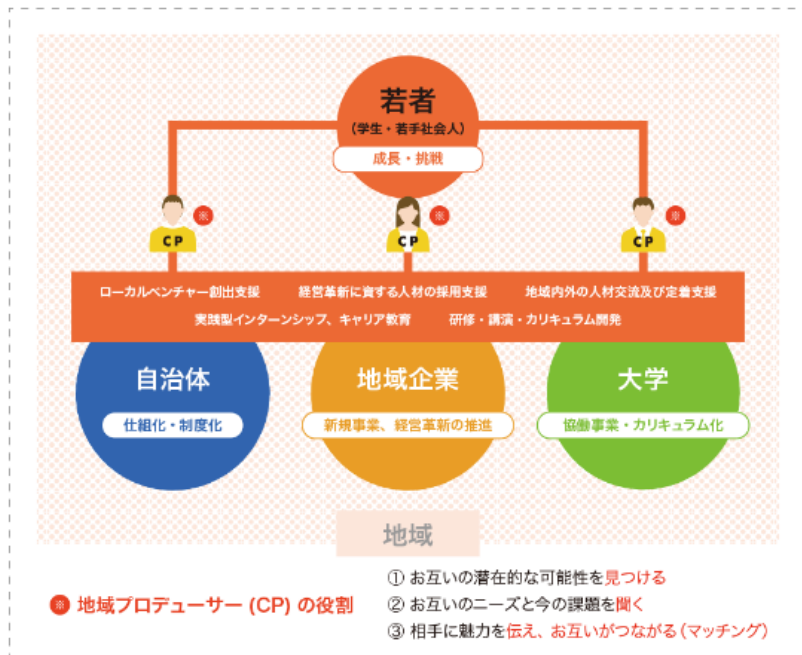 若者
(学生・若手社会人)
成長・挑戦
※
※
※
CP
CP
CP
ローカルベンチャー創出支援 経営革新に資する人材の採用支援 地域内外の人材交流及び定着支援
実践型インターンシップ、キャリア教育 研修・講演・カリキュラム開発
自治体
仕組化・制度化
地域企業
新規事業、経営革新の推進
大学
協働事業・カリキュラム化
地域
※ 地域プロデューサー (CP) の役割
① お互いの潜在的な可能性を見つける
② お互いのニーズと今の課題を聞く
③ 相手に魅力を伝え、お互いがつながる(マッチング)